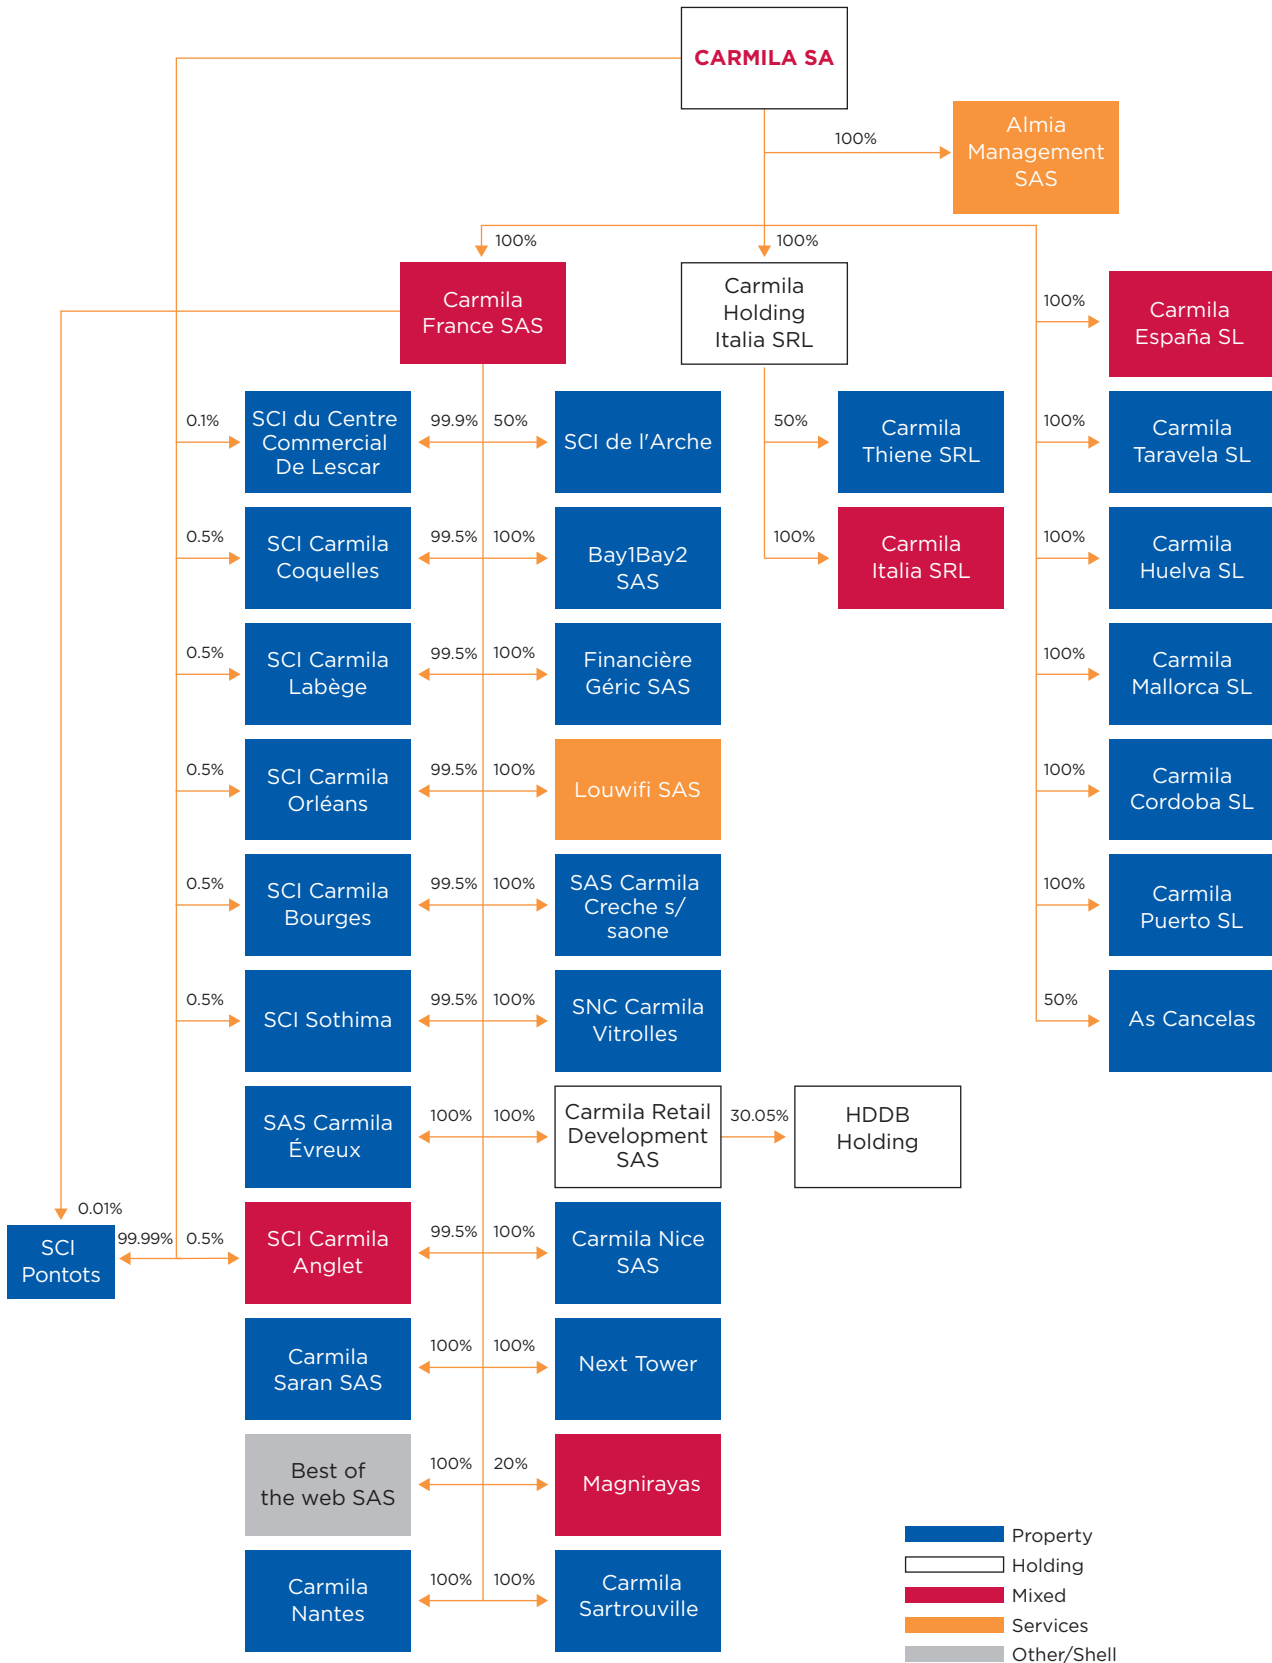 CARMILA SA
100%
Almia
Management
SAS
100%
Carmila
France SAS
100%
Carmila
Holding
Italia SRL
100%
Carmila
España SL
0.1%
SCI du Centre
Commercial
De Lescar
99.9%
50%
SCI de l'Arche
50%
Carmila
Thiene SRL
100%
Carmila
Taravela SL
0.5%
SCI Carmila
Coquelles
99.5%
100%
Bay1Bay2
SAS
100%
Carmila
Italia SRL
100%
Carmila
Huelva SL
0.5%
SCI Carmila
Labège
99.5%
100%
Financière
Géric SAS
100%
Carmila
Mallorca SL
0.5%
SCI Carmila
Orléans
99.5%
100%
Louwifi SAS
100%
Carmila
Cordoba SL
0.5%
SCI Carmila
Bourges
99.5%
100%
SAS Carmila
Creche s/
saone
100%
Carmila
Puerto SL
0.5%
SCI Sothima
99.5%
100%
SNC Carmila
Vitrolles
50%
As Cancelas
SAS Carmila
Évreux
100%
100%
Carmila Retail
Development
SAS
30.05%
HDDB
Holding
0.01%
SCI
Pontots
99.99%
0.5%
SCI Carmila
Anglet
99.5%
100%
Carmila Nice
SAS
Carmila
Saran SAS
100%
100%
Next Tower
Best of
the web SAS
100%
20%
Magnirayas
Carmila
Nantes
100%
100%
Carmila
Sartrouville
Property
Holding
Mixed
Services
Other/Shell